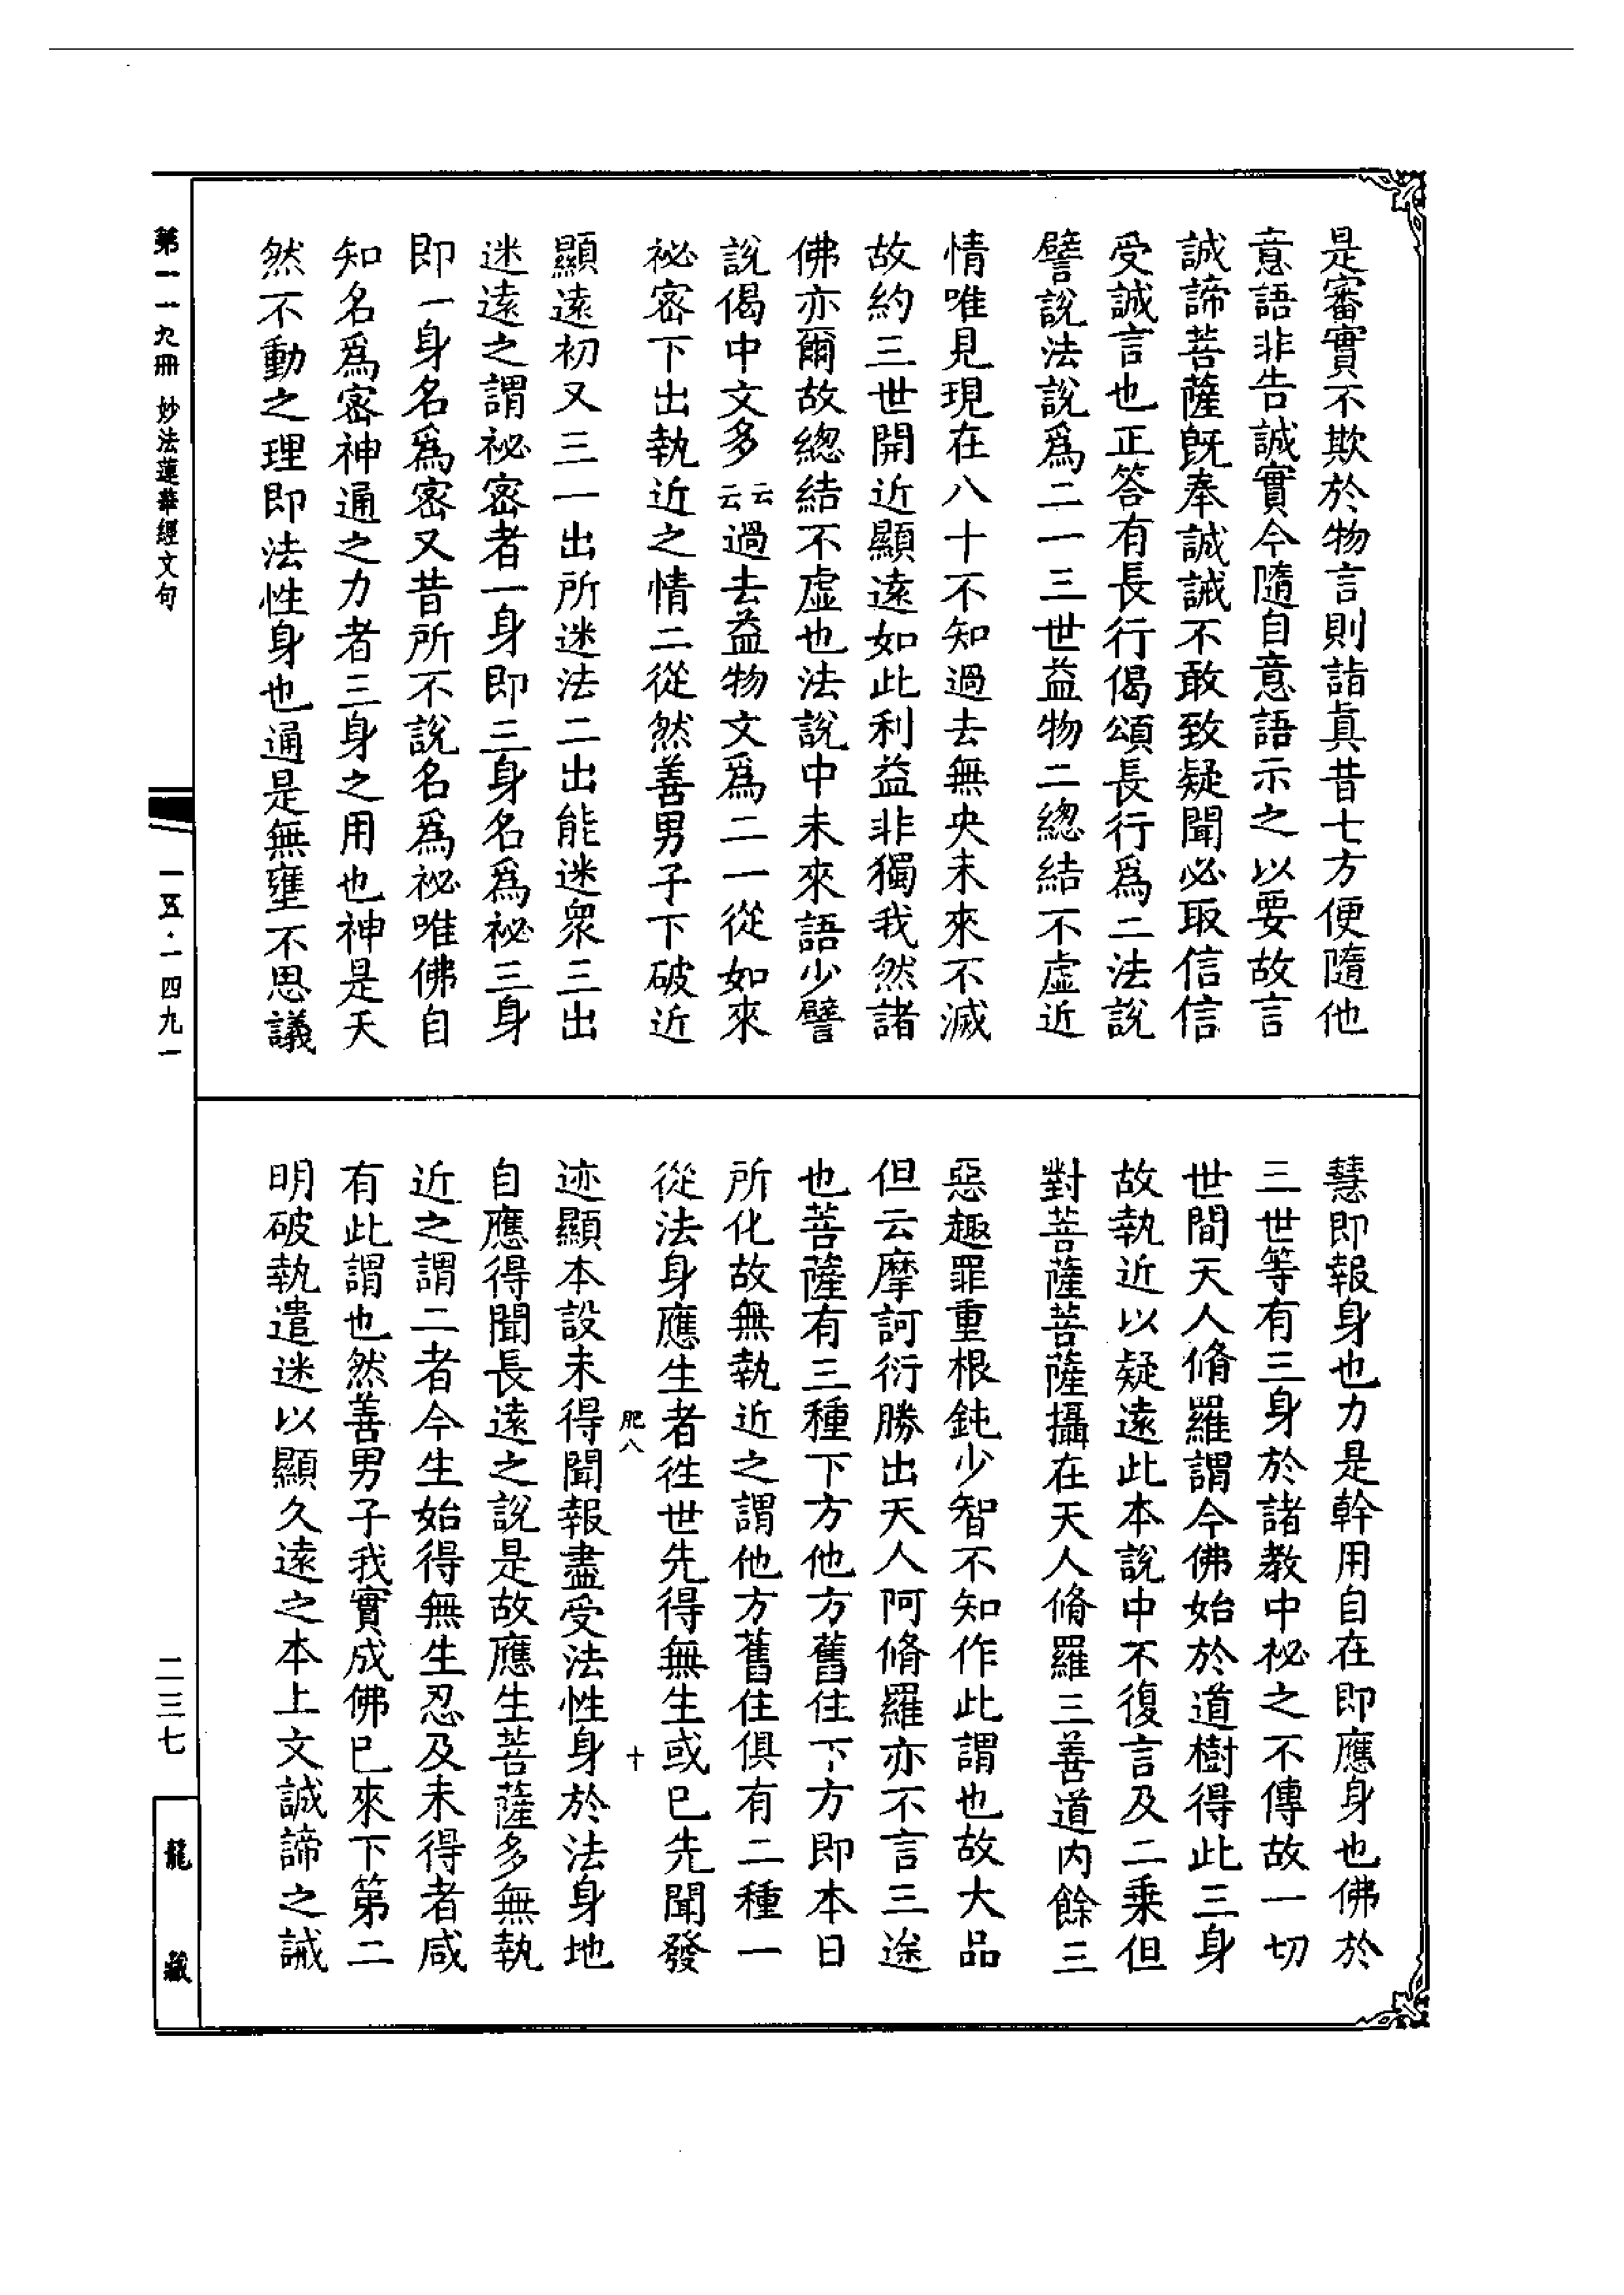 是審實不欺於物言則詣眞昔七方便隨他
意語非告誠實今隨自意語示之以要故言
誠諦菩薩旣奉誠誡不敢致疑聞必取信信
受誠言也正答有長行偈頌長行爲二法說
譬說法說爲二一三世益物二總結不虛近
情唯見現在八十不知過去無央未來不滅
故約三世開近顯遠如此利益非獨我然諸
佛亦爾故總結不虛也法說中未來語少譬
說偈中文多云云過去益物文爲二一從如來
祕密下出執近之情二從然善男子下破近
顯遠初又三一出所迷法二出能迷衆三出
迷遠之謂祕密者一身即三身名爲祕三身
即一身名爲密又昔所不說名爲祕唯佛自
知名爲密神通之力者三身之用也神是天
然不動之理即法性身也通是無壅不思議
慧即報身也力是幹用自在即應身也佛於
三世等有三身於諸教中祕之不傳故一切
世間天人脩羅謂今佛始於道樹得此三身
故執近以疑遠此本說中不復言及二乗但
對菩薩菩薩攝在天人脩羅三善道内餘三
惡趣罪重根鈍少智不知作此謂也故大品
但云摩訶衍勝出天人阿脩羅亦不言三途
也菩薩有三種下方他方舊住下方即本日
所化故無執近之謂他方舊住俱有二種一
從法身應生者徃世先得無生或已先聞發
肥八 十
迹顯本設未得聞報盡受法性身於法身地
自應得聞長遠之說是故應生菩薩多無執
近之謂二者今生始得無生忍及未得者咸
有此謂也然善男子我實成佛已來下第二
明破執遣迷以顯久遠之本上文誠諦之誡
第一一九冊 妙法蓮華經文句
一五·一四九一
二三七
龍藏